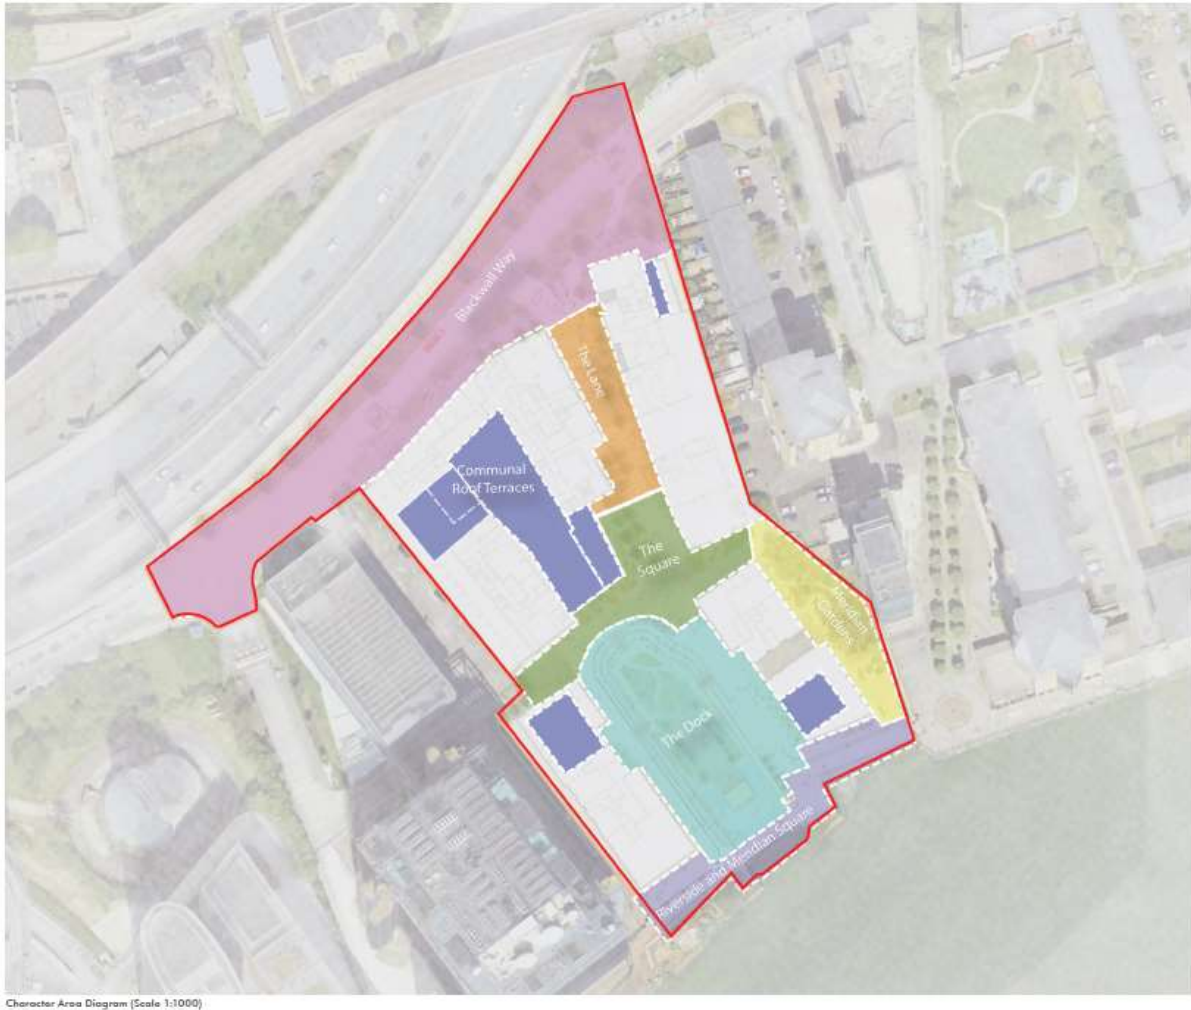 Blackwall Way
The Lane
Communal
Roof Terraces
The
Square
Meridian
Gardens
The Dock
Riverside and Meridian Square
Character Area Diagram (Scale 1:1000)